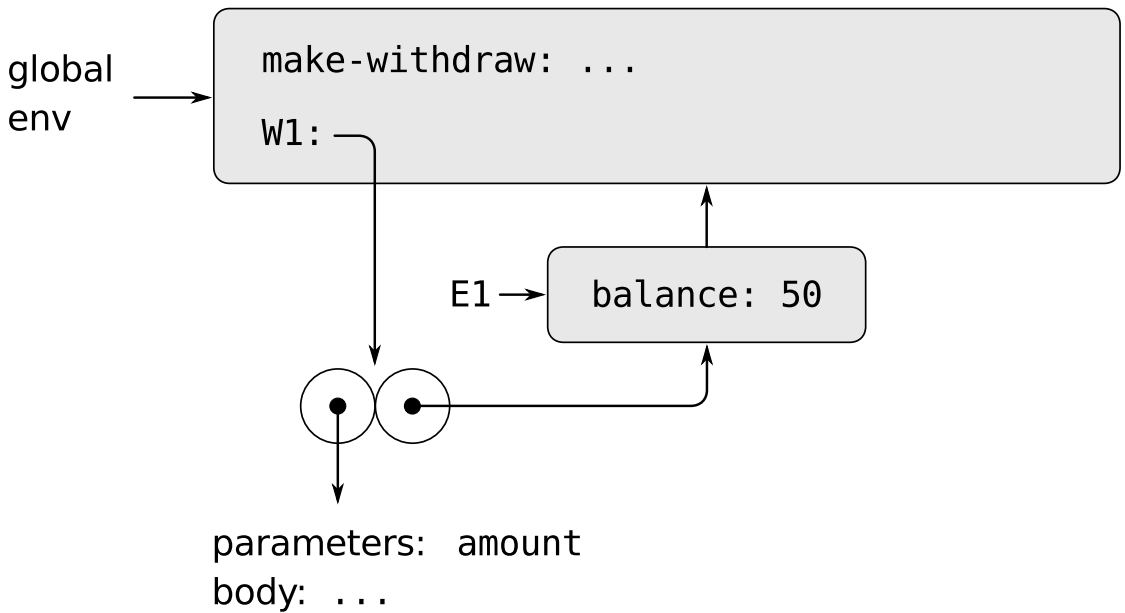 global
env
make-withdraw: ...
W1:
E1
balance: 50
parameters: amount
body: ...